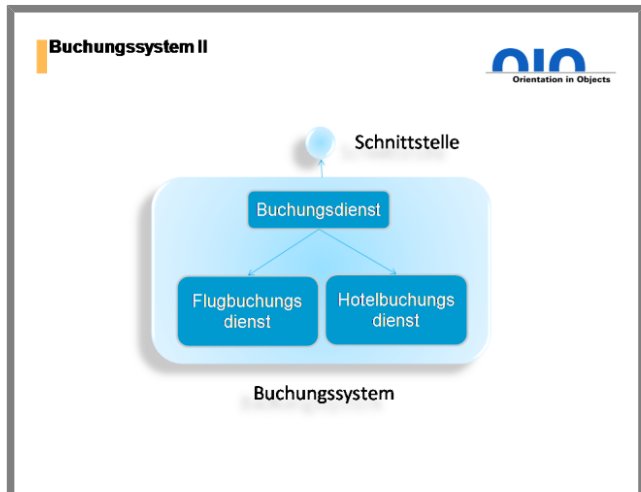 Buchungssystem II
OIO
Orientation in Objects
Schnittstelle
Buchungsdienst
Flugbuchungs
dienst
Hotelbuchungs
dienst
Buchungssystem